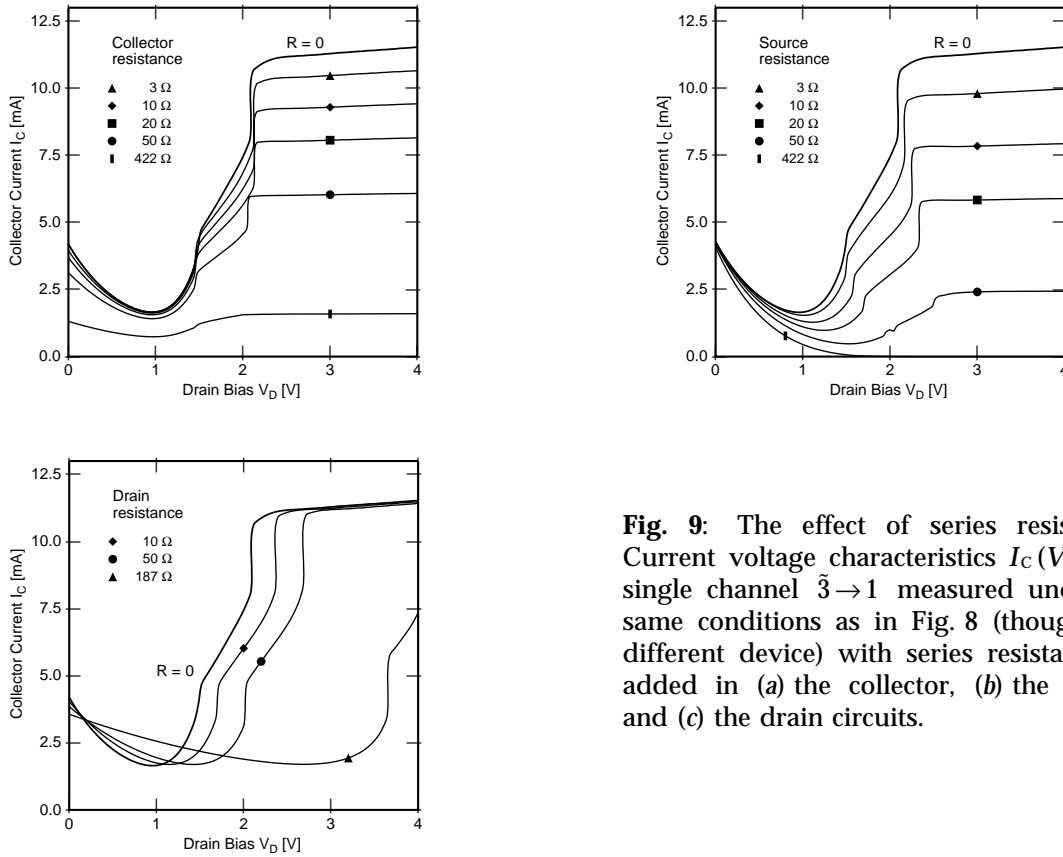 12.5
10.0
7.5
5.0
2.5
0.0
Collector Current I_C [mA]
Collector
resistance
3 Ω
10 Ω
20 Ω
50 Ω
422 Ω
R = 0
0 1 2 3 4
Drain Bias V_D [V]
12.5
10.0
7.5
5.0
2.5
0.0
Collector Current I_C [mA]
Source
resistance
3 Ω
10 Ω
20 Ω
50 Ω
422 Ω
R = 0
0 1 2 3 4
Drain Bias V_D [V]
12.5
10.0
7.5
5.0
2.5
0.0
Collector Current I_C [mA]
Drain
resistance
10 Ω
50 Ω
187 Ω
R = 0
0 1 2 3 4
Drain Bias V_D [V]
Fig. 9: The effect of series resis
Current voltage characteristics I_C (V
single channel 3̃→1 measured un
same conditions as in Fig. 8 (thoug
different device) with series resista
added in (a) the collector, (b) the
and (c) the drain circuits.